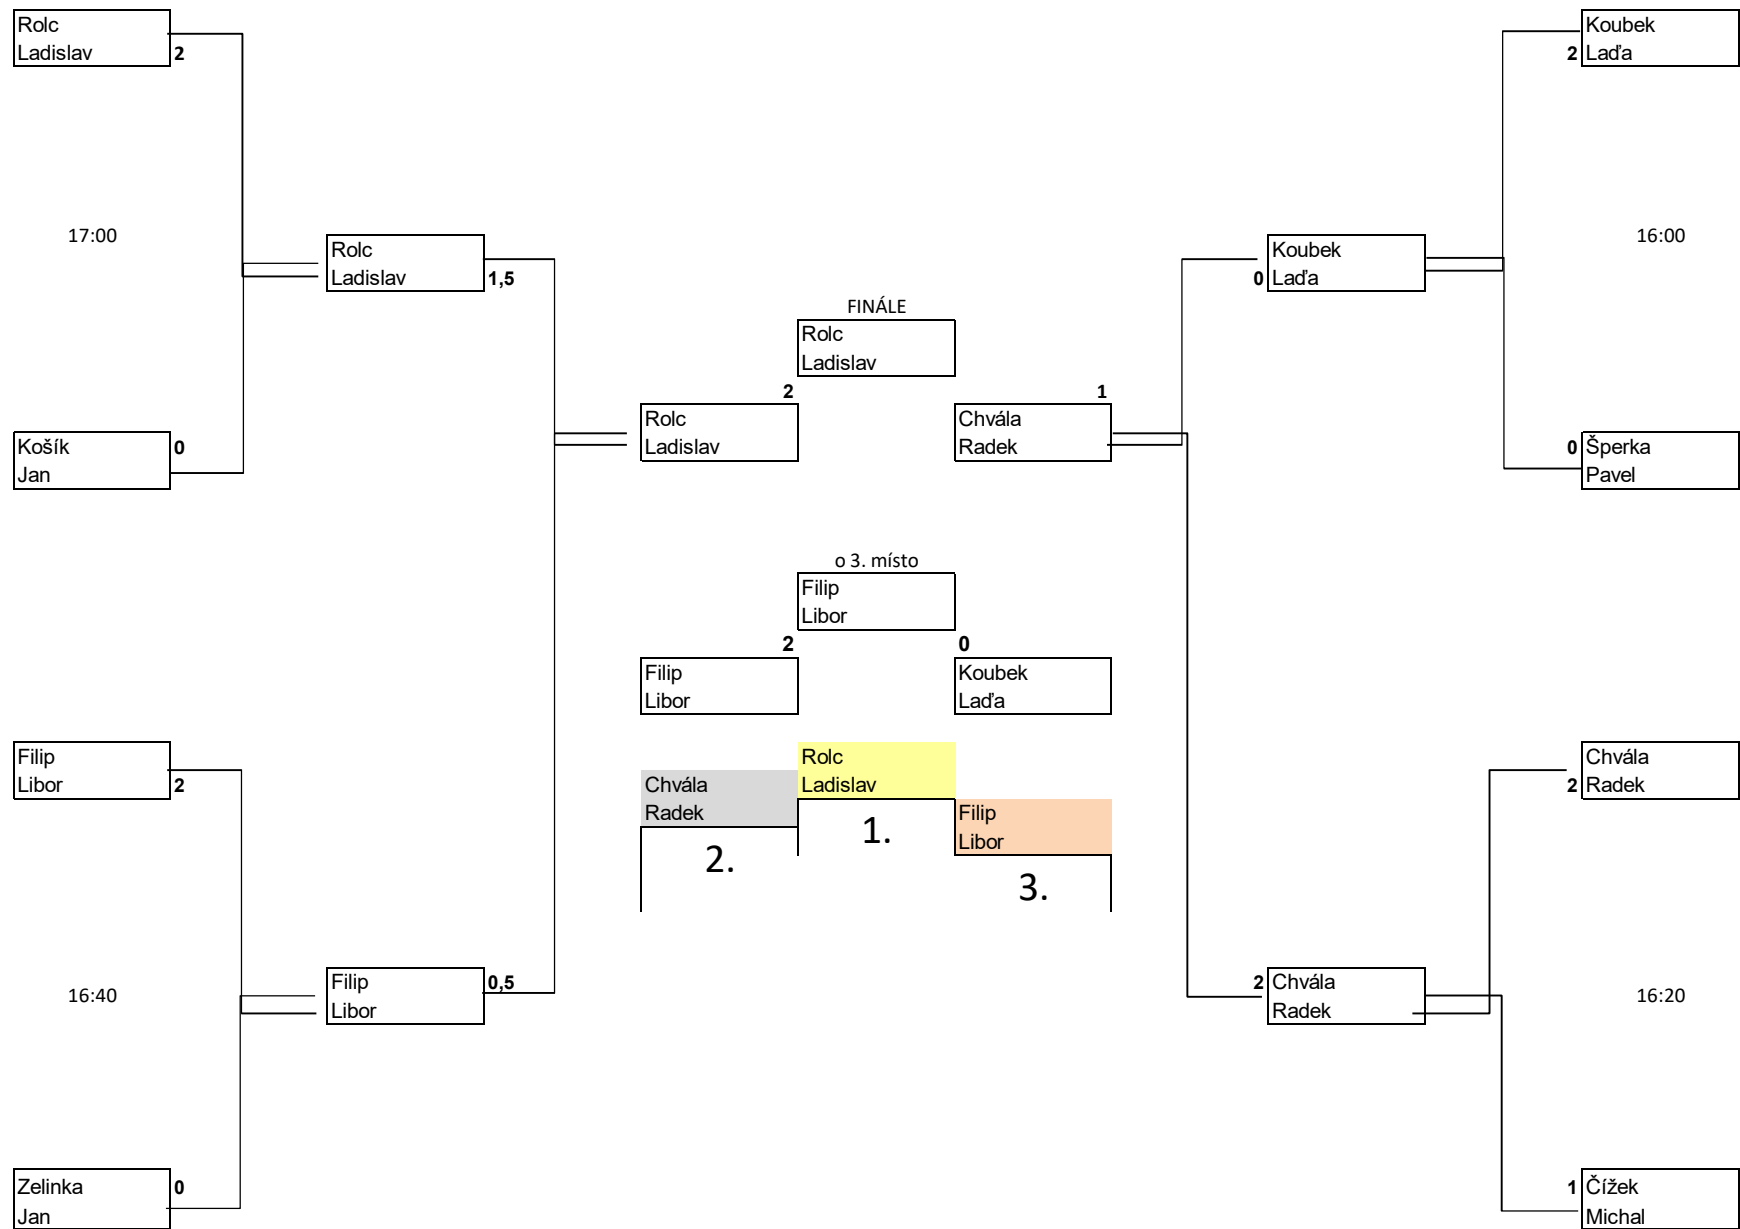 Rolc
Ladislav 2
Koubek
2 Laďa
17:00
16:00
Rolc
Ladislav 1,5
Koubek
0 Laďa
FINÁLE
Rolc
Ladislav
2
1
Rolc
Ladislav
Chvála
Radek
Košík 0
Jan
0 Šperka
Pavel
o 3. místo
Filip
Libor
2
0
Filip
Libor
Koubek
Laďa
Filip
Libor 2
Chvála
2 Radek
Rolc
Ladislav
1.
Chvála
Radek
2.
Filip
Libor
3.
16:40
16:20
Filip 0,5
Libor
2 Chvála
Radek
Zelinka 0
Jan
1 Čížek
Michal